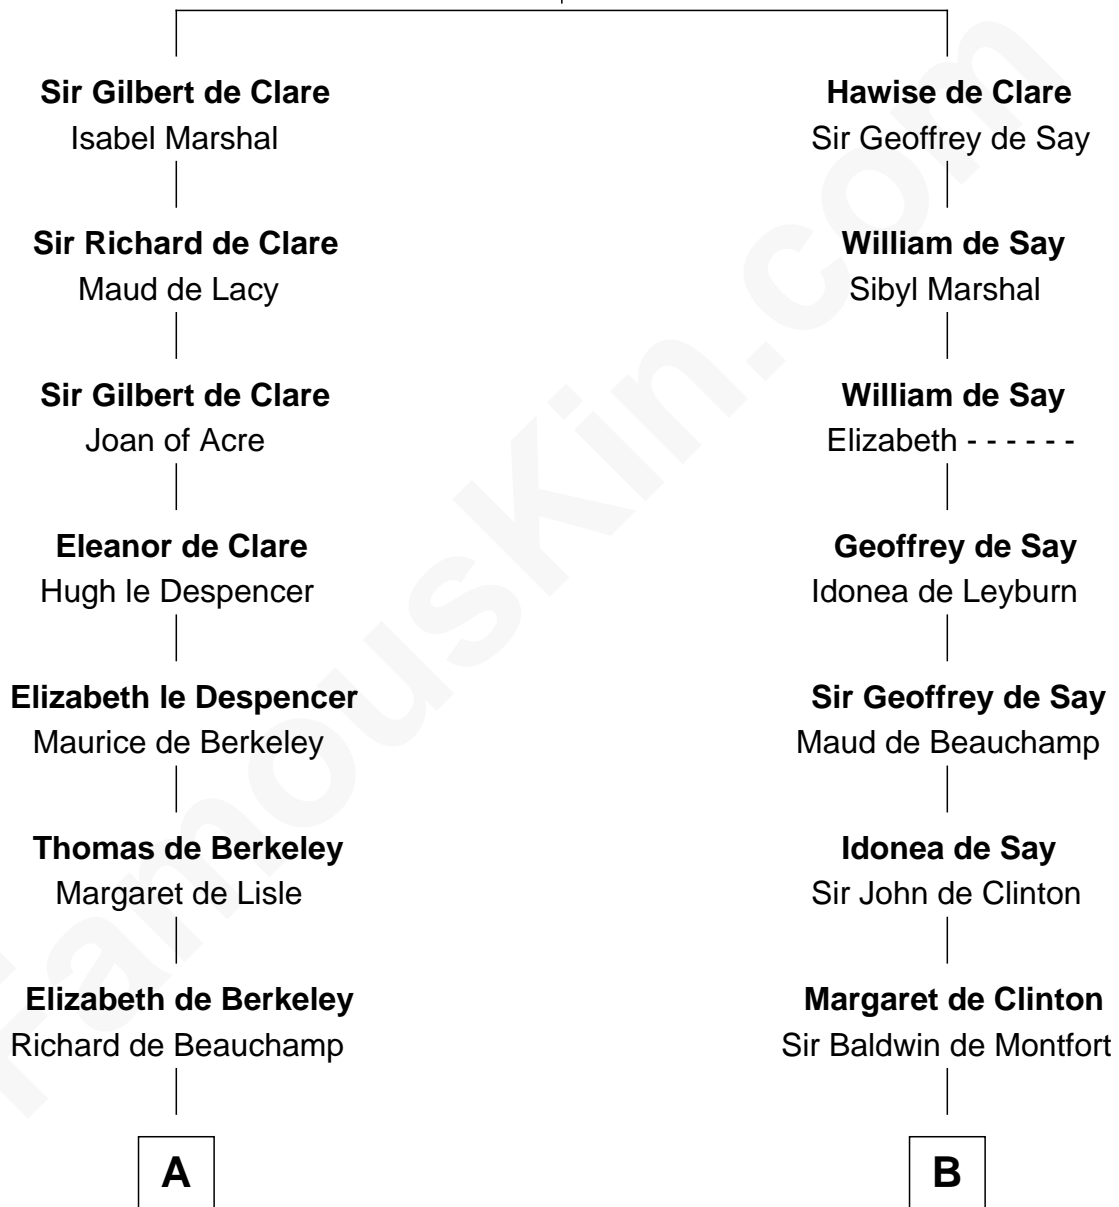 Sir Gilbert de Clare
Isabel Marshal
Sir Richard de Clare
Maud de Lacy
Sir Gilbert de Clare
Joan of Acre
Eleanor de Clare
Hugh le Despencer
Elizabeth le Despencer
Maurice de Berkeley
Thomas de Berkeley
Margaret de Lisle
Elizabeth de Berkeley
Richard de Beauchamp
A
Hawise de Clare
Sir Geoffrey de Say
William de Say
Sibyl Marshal
William de Say
Elizabeth - - - - - -
Geoffrey de Say
Idonea de Leyburn
Sir Geoffrey de Say
Maud de Beauchamp
Idonea de Say
Sir John de Clinton
Margaret de Clinton
Sir Baldwin de Montfort
B
FamousKin.com